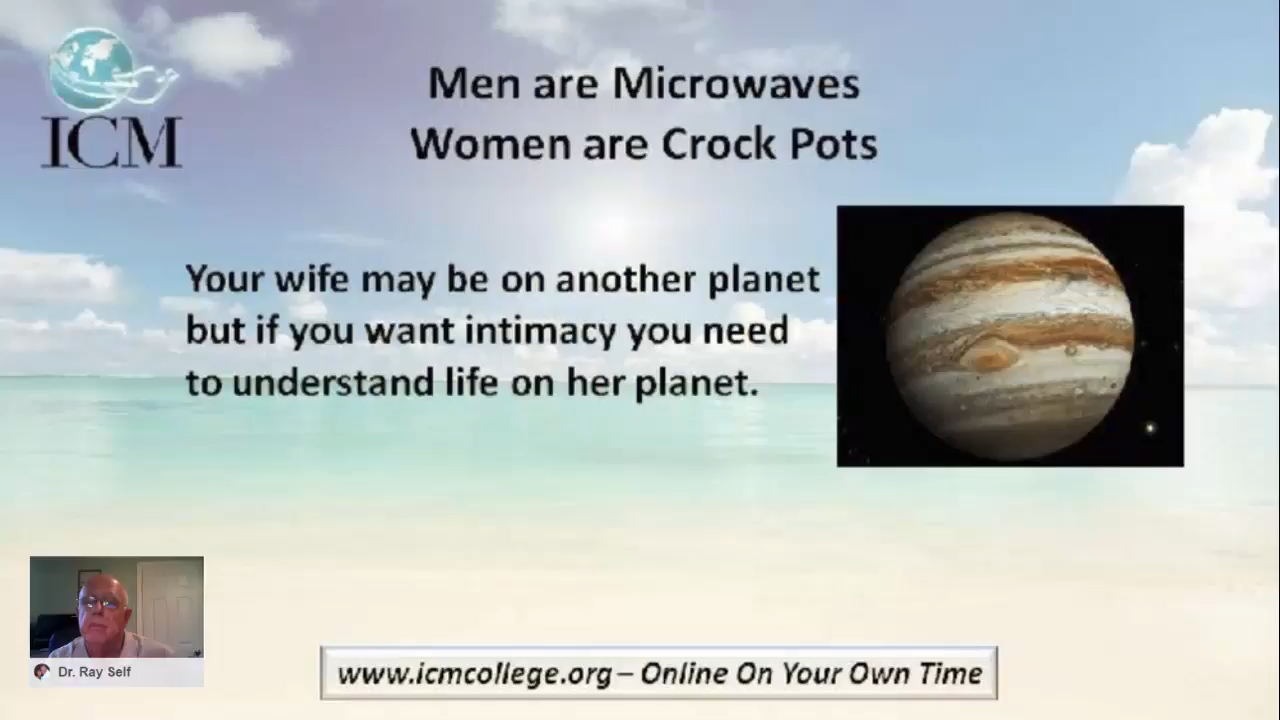 ICM
Men are Microwaves
Women are Crock Pots
Your wife may be on another planet
but if you want intimacy you need
to understand life on her planet.
Dr. Ray Self
www.icmcollege.org – Online On Your Own Time